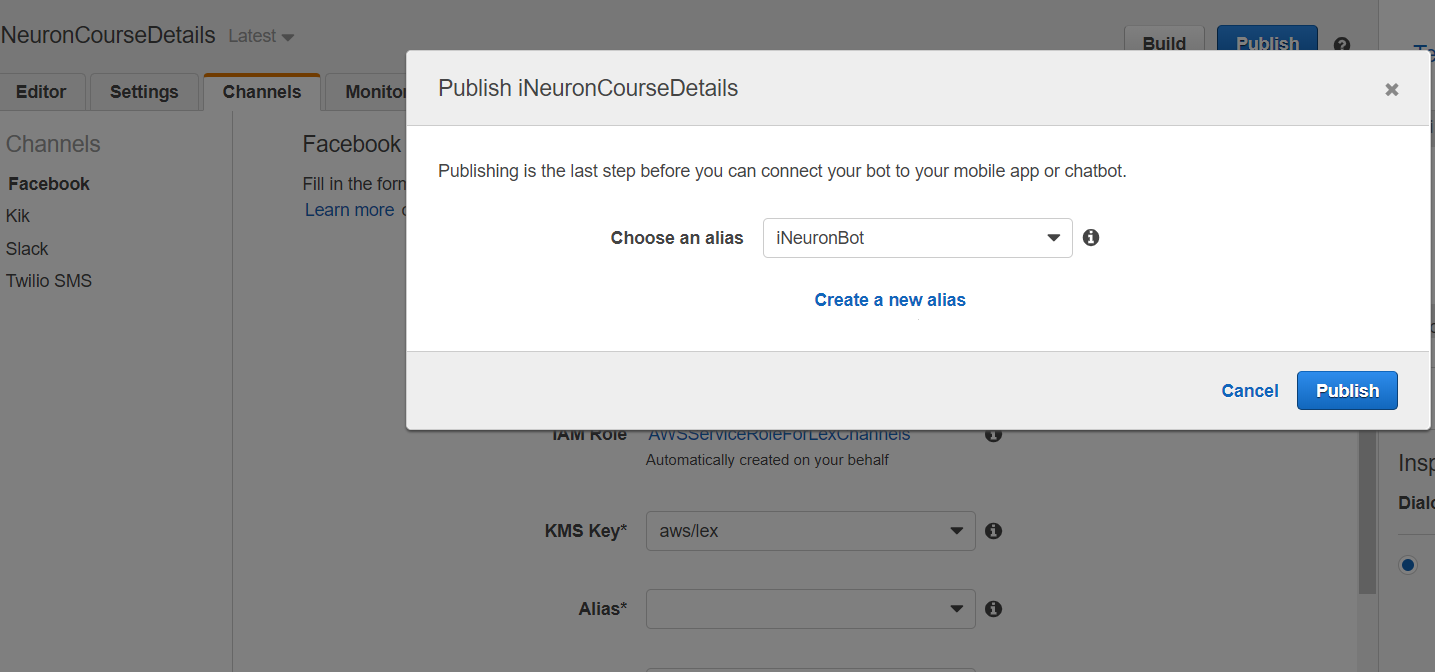 NeuronCourseDetails Latest
Build Publish ?
Editor Settings Channels Monitor
Publish iNeuronCourseDetails
Channels
Facebook
Kik
Slack
Twilio SMS
Facebook
Fill in the form
Learn more
Publishing is the last step before you can connect your bot to your mobile app or chatbot.
Choose an alias iNeuronBot
Create a new alias
Cancel Publish
IAM Role AWSServiceRoleForLexChannels
Automatically created on your behalf
KMS Key* aws/lex
Alias*
Insp
Dialo